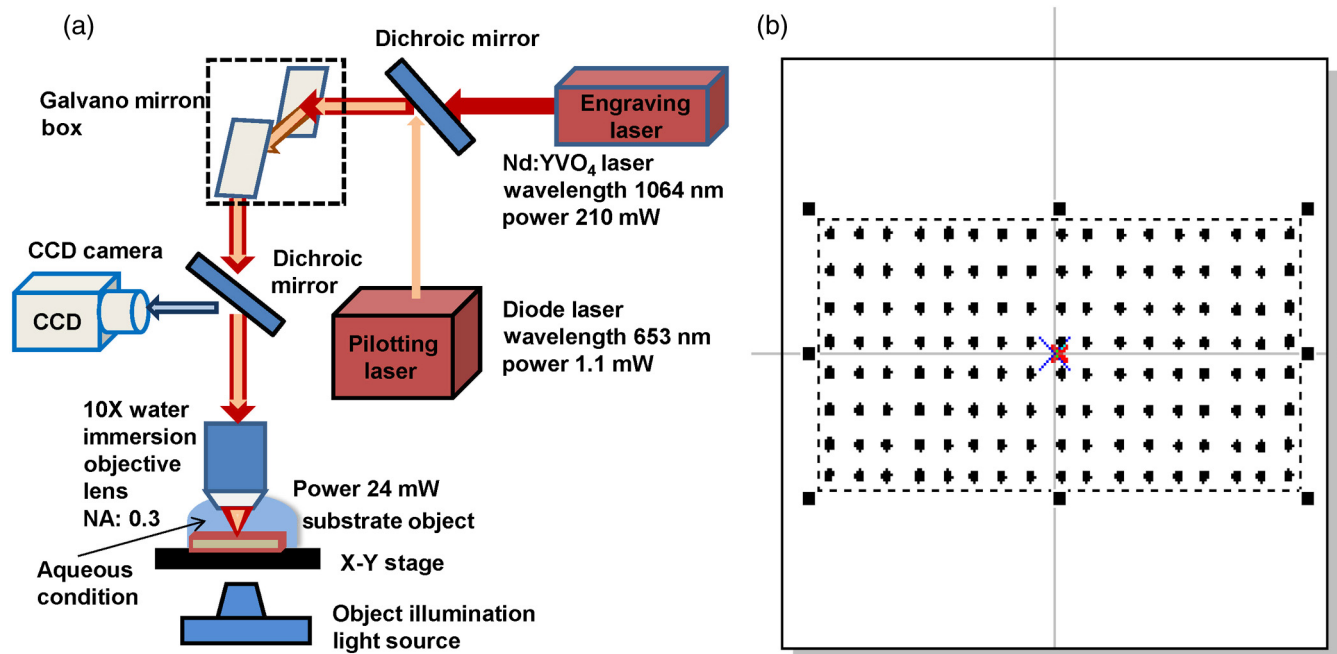 (a)
Dichroic mirror
Galvano mirron
box
Engraving
laser
Nd:YVO₄ laser
wavelength 1064 nm
power 210 mW
CCD camera
Dichroic
mirror
CCD
Pilotting
laser
Diode laser
wavelength 653 nm
power 1.1 mW
10X water
immersion
objective
lens
NA: 0.3
Power 24 mW
substrate object
Aqueous
condition
X-Y stage
Object illumination
light source
(b)